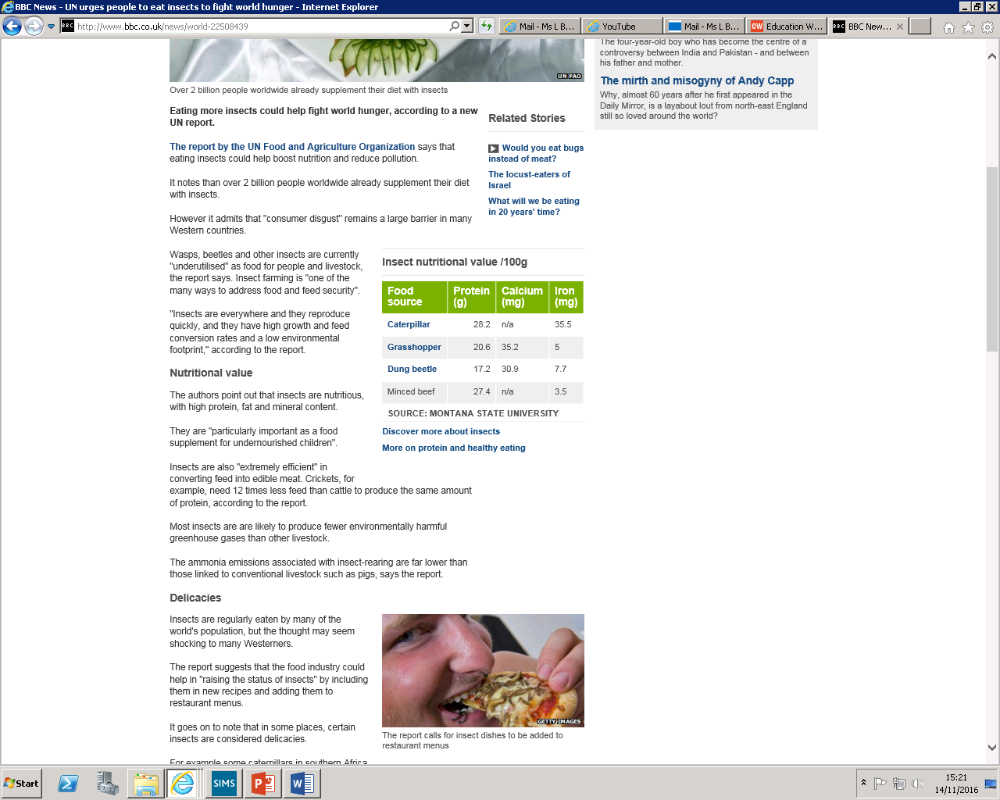 BBC News - UN urges people to eat insects to fight world hunger - Internet Explorer
BBC http://www.bbc.co.uk/news/world-22508439
Mail - Ms L B...
YouTube
Mail - Ms L B...
CW Education W...
BBC BBC New...
UN FAO
Over 2 billion people worldwide already supplement their diet with insects
Eating more insects could help fight world hunger, according to a new
UN report.
The report by the UN Food and Agriculture Organization says that
eating insects could help boost nutrition and reduce pollution.
It notes than over 2 billion people worldwide already supplement their diet
with insects.
However it admits that "consumer disgust" remains a large barrier in many
Western countries.
Wasps, beetles and other insects are currently
"underutilised" as food for people and livestock,
the report says. Insect farming is "one of the
many ways to address food and feed security".
"Insects are everywhere and they reproduce
quickly, and they have high growth and feed
conversion rates and a low environmental
footprint," according to the report.
Nutritional value
The authors point out that insects are nutritious,
with high protein, fat and mineral content.
They are "particularly important as a food
supplement for undernourished children".
Insects are also "extremely efficient" in
converting feed into edible meat. Crickets, for
example, need 12 times less feed than cattle to produce the same amount
of protein, according to the report.
Most insects are are likely to produce fewer environmentally harmful
greenhouse gases than other livestock.
The ammonia emissions associated with insect-rearing are far lower than
those linked to conventional livestock such as pigs, says the report.
Delicacies
Insects are regularly eaten by many of the
world's population, but the thought may seem
shocking to many Westerners.
The report suggests that the food industry could
help in "raising the status of insects" by including
them in new recipes and adding them to
restaurant menus.
It goes on to note that in some places, certain
insects are considered delicacies.
For example some caterpillars in southern Africa
Related Stories
Would you eat bugs
instead of meat?
The locust-eaters of
Israel
What will we be eating
in 20 years' time?
Insect nutritional value /100g
Food source Protein (g) Calcium (mg) Iron (mg)
Caterpillar 28.2 n/a 35.5
Grasshopper 20.6 35.2 5
Dung beetle 17.2 30.9 7.7
Minced beef 27.4 n/a 3.5
SOURCE: MONTANA STATE UNIVERSITY
Discover more about insects
More on protein and healthy eating
GETTY IMAGES
The report calls for insect dishes to be added to
restaurant menus
The four-year-old boy who has become the centre of a
controversy between India and Pakistan - and between
his father and mother.
The mirth and misogyny of Andy Capp
Why, almost 60 years after he first appeared in the
Daily Mirror, is a layabout lout from north-east England
still so loved around the world?
Start
SIMS
15:21
14/11/2016